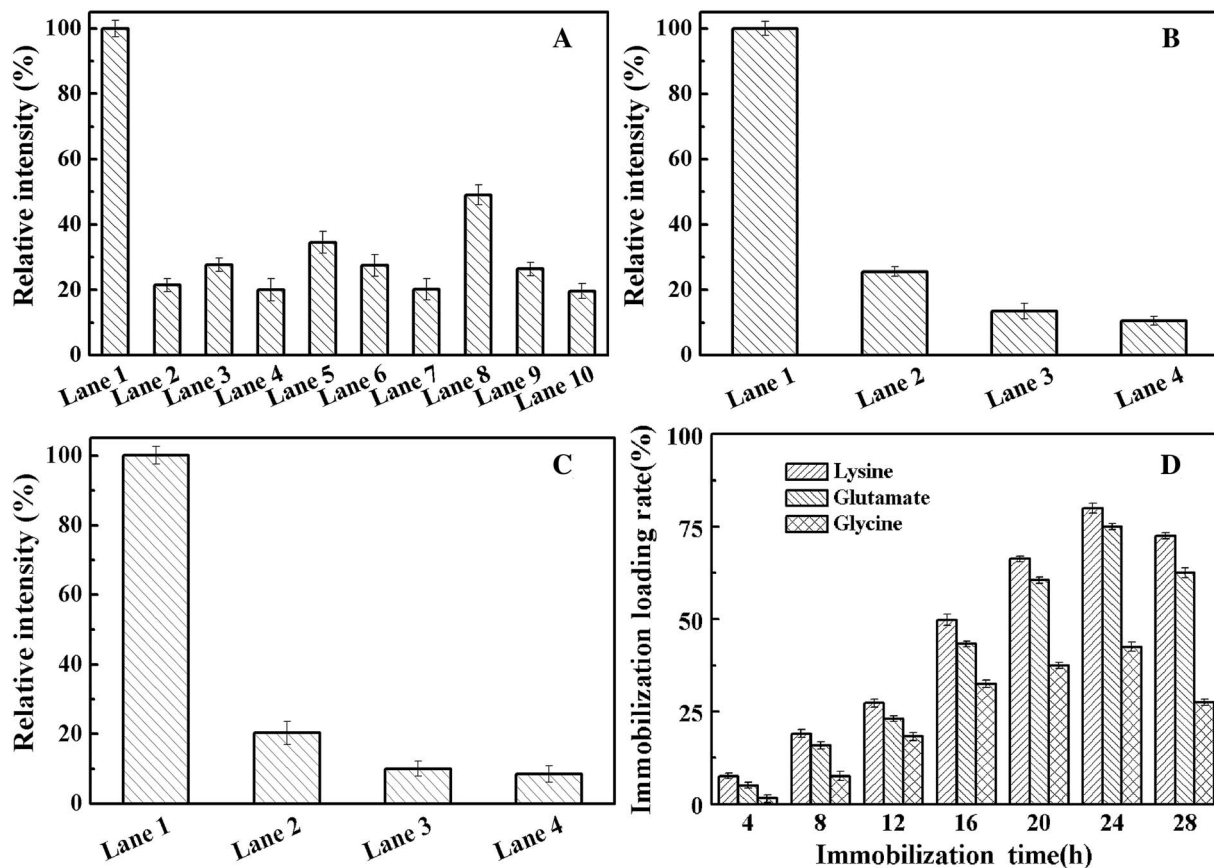 A
Relative intensity (%)
100
80
60
40
20
0
Lane 1
Lane 2
Lane 3
Lane 4
Lane 5
Lane 6
Lane 7
Lane 8
Lane 9
Lane 10
B
Relative intensity (%)
100
80
60
40
20
0
Lane 1
Lane 2
Lane 3
Lane 4
C
Relative intensity (%)
100
80
60
40
20
0
Lane 1
Lane 2
Lane 3
Lane 4
D
Immobilization loading rate(%)
100
75
50
25
0
Lysine
Glutamate
Glycine
4 8 12 16 20 24 28
Immobilization time(h)